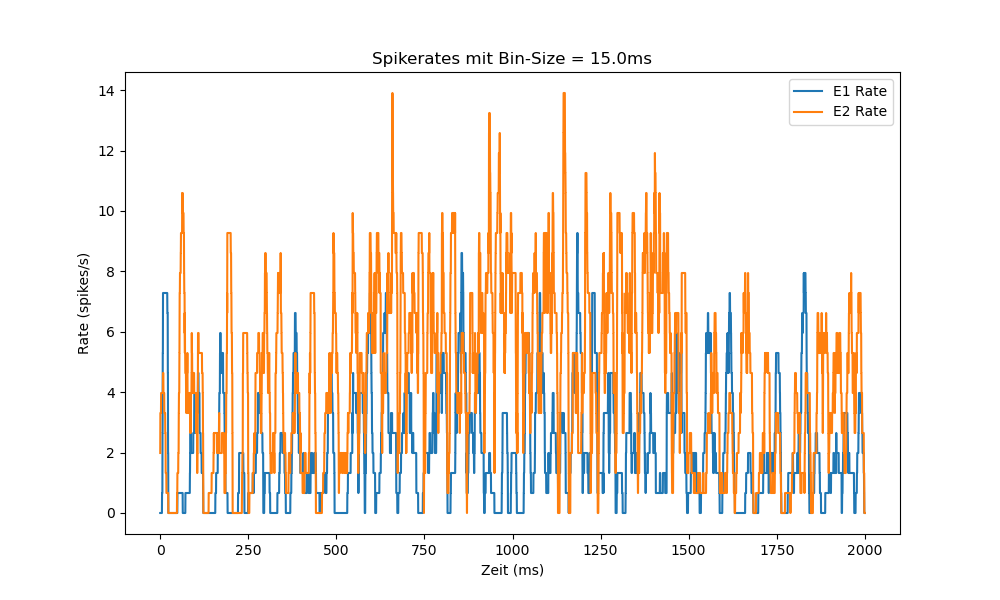 Spikerates mit Bin-Size = 15.0ms
E1 Rate
E2 Rate
Rate (spikes/s)
14
12
10
8
6
4
2
0
0 250 500 750 1000 1250 1500 1750 2000
Zeit (ms)